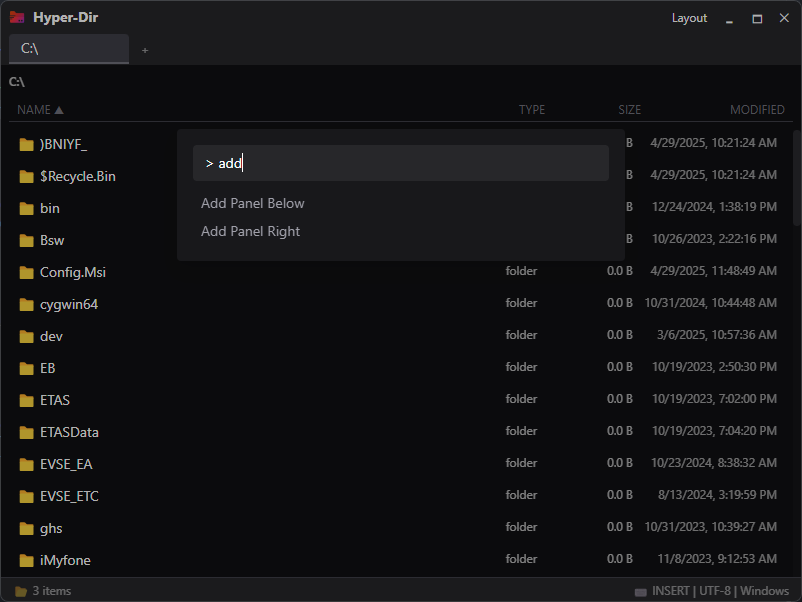 Hyper-Dir Layout
C:\ +
C:\
NAME ▲ TYPE SIZE MODIFIED
)BNIYF_ B 4/29/2025, 10:21:24 AM
> add
$Recycle.Bin B 4/29/2025, 10:21:24 AM
bin Add Panel Below B 12/24/2024, 1:38:19 PM
Bsw Add Panel Right B 10/26/2023, 2:22:16 PM
Config.Msi folder 0.0 B 4/29/2025, 11:48:49 AM
cygwin64 folder 0.0 B 10/31/2024, 10:44:48 AM
dev folder 0.0 B 3/6/2025, 10:57:36 AM
EB folder 0.0 B 10/19/2023, 2:50:30 PM
ETAS folder 0.0 B 10/19/2023, 7:02:00 PM
ETASData folder 0.0 B 10/19/2023, 7:04:20 PM
EVSE_EA folder 0.0 B 10/23/2024, 8:38:32 AM
EVSE_ETC folder 0.0 B 8/13/2024, 3:19:59 PM
ghs folder 0.0 B 10/31/2023, 10:39:27 AM
iMyfone folder 0.0 B 11/8/2023, 9:12:53 AM
3 items INSERT | UTF-8 | Windows